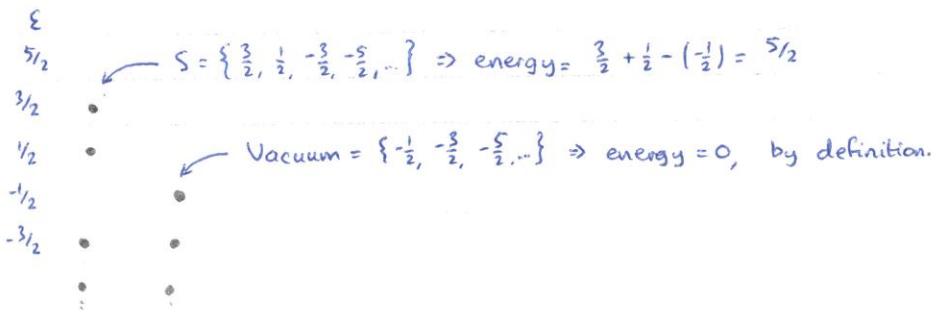 ε
5/2
S = { 3/2, 1/2, -3/2, -5/2, ... } ⇒ energy = 3/2 + 1/2 - (-1/2) = 5/2
3/2
1/2
Vacuum = { -1/2, -3/2, -5/2, ... } ⇒ energy = 0, by definition.
-1/2
-3/2